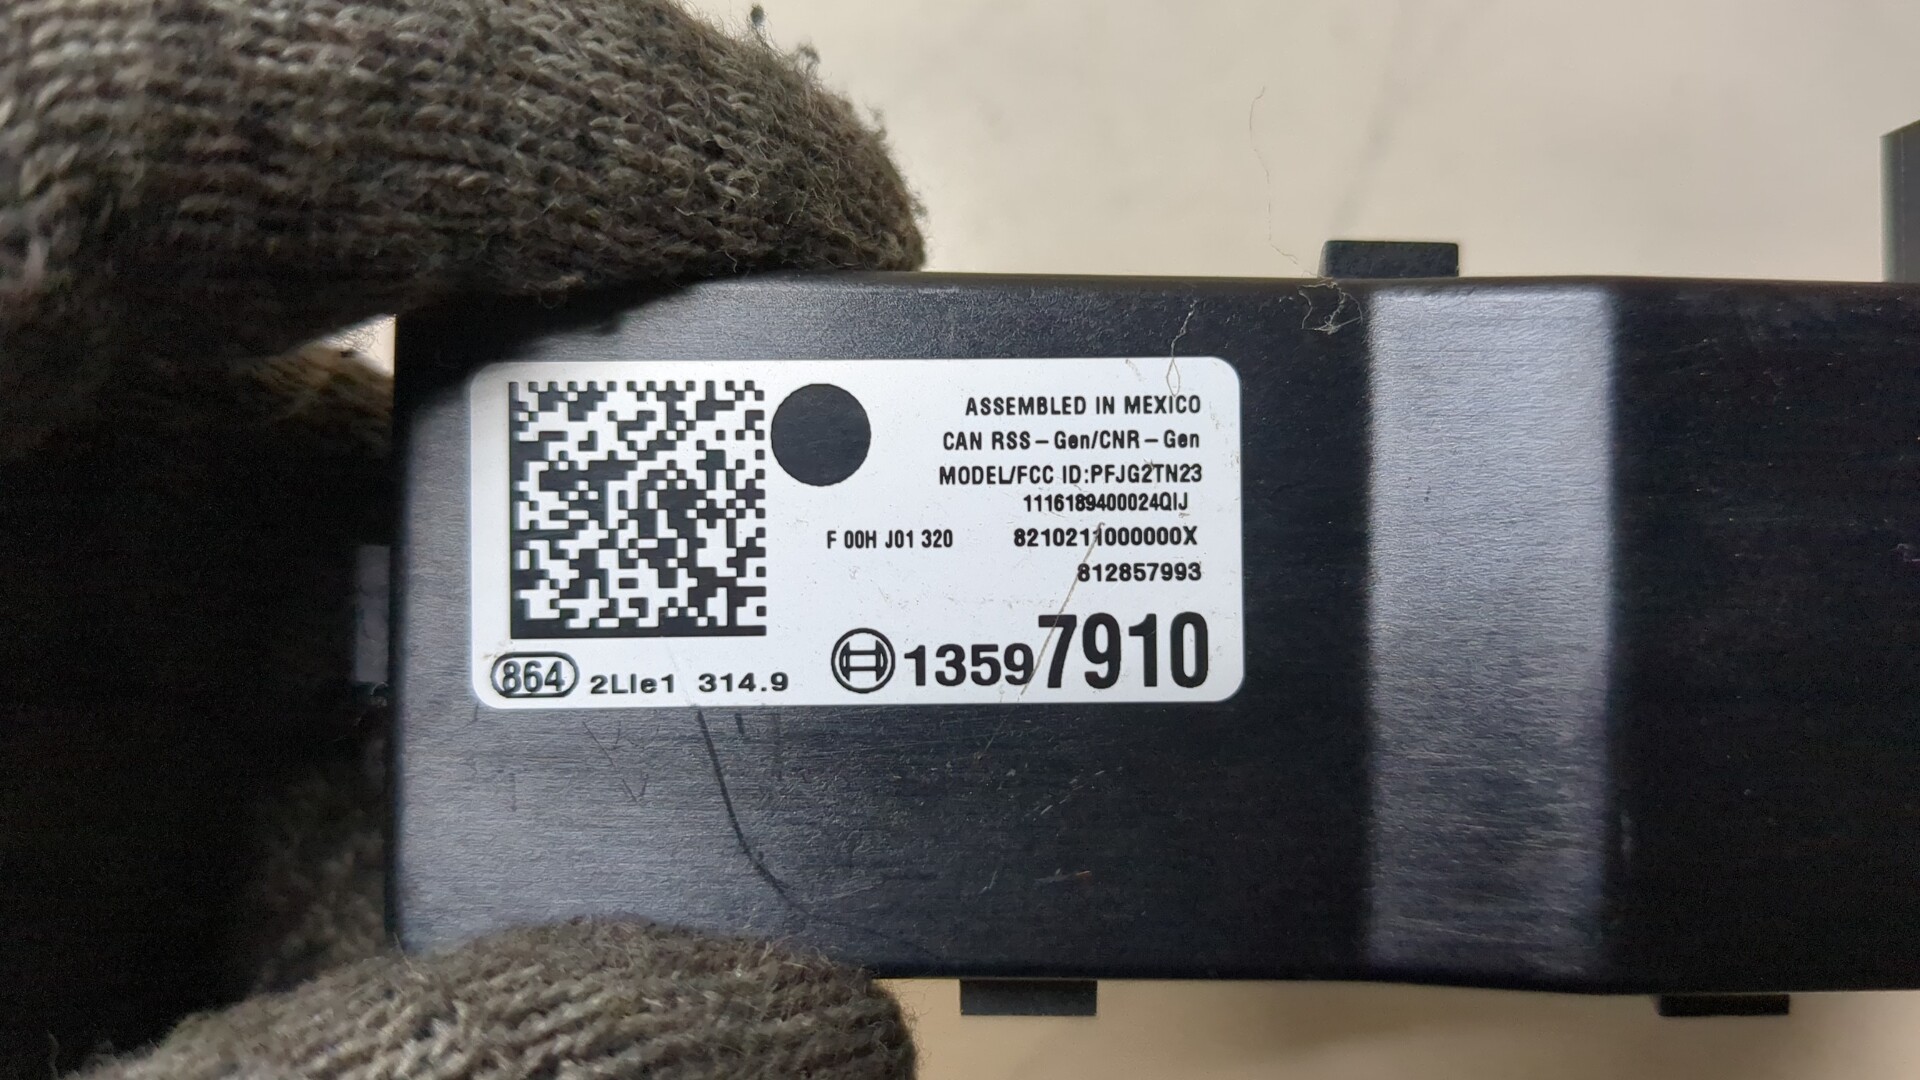 ASSEMBLED IN MEXICO
CAN RSS-Gen/CNR-Gen
MODEL/FCC ID:PFJG2TN23
1116189400024QIJ
F 00H J01 320 8210211000000X
812857993
864 2LIe1 314.9 13597910